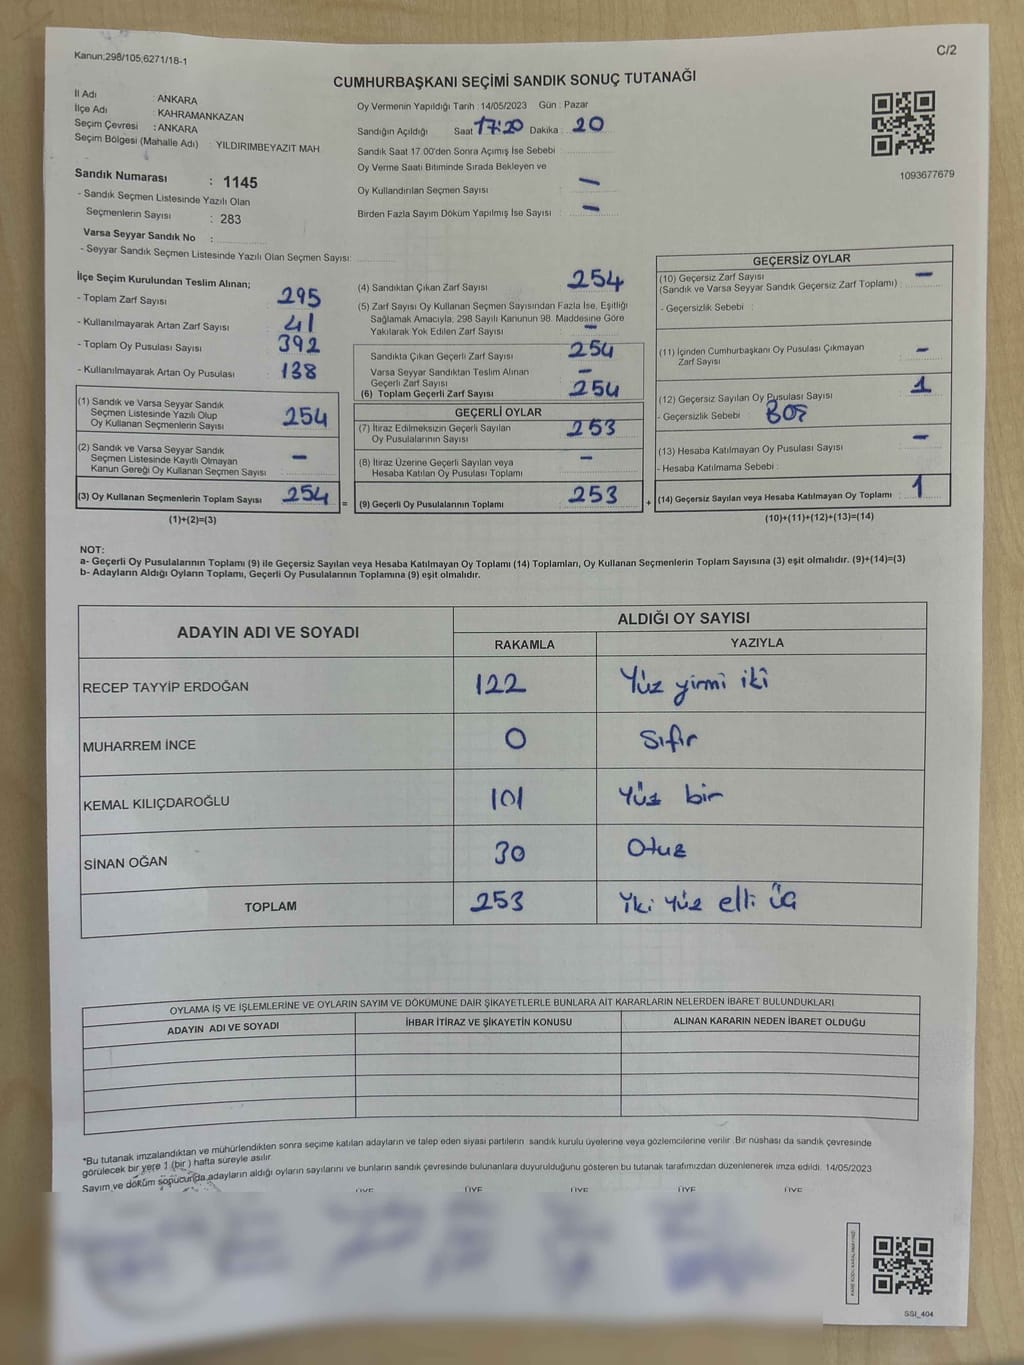 Kanun;298/105,6271/18-1
C/2
CUMHURBAŞKANI SEÇİMİ SANDIK SONUÇ TUTANAĞI
İl Adı : ANKARA
İlçe Adı : KAHRAMANKAZAN
Seçim Çevresi : ANKARA
Seçim Bölgesi (Mahalle Adı) : YILDIRIMBEYAZIT MAH
Oy Vermenin Yapıldığı Tarih : 14/05/2023 Gün : Pazar
Sandığın Açıldığı Saat 17:20 Dakika : 20
Sandık Saat 17.00'den Sonra Açımış İse Sebebi :
Oy Verme Saati Bitiminde Sırada Bekleyen ve
Oy Kullandırılan Seçmen Sayısı : -
Birden Fazla Sayım Döküm Yapılmış İse Sayısı : -
1093677679
Sandık Numarası : 1145
- Sandık Seçmen Listesinde Yazılı Olan
Seçmenlerin Sayısı : 283
Varsa Seyyar Sandık No :
- Seyyar Sandık Seçmen Listesinde Yazılı Olan Seçmen Sayısı:
İlçe Seçim Kurulundan Teslim Alınan;
- Toplam Zarf Sayısı : 295
- Kullanılmayarak Artan Zarf Sayısı : 41
- Toplam Oy Pusulası Sayısı : 392
- Kullanılmayarak Artan Oy Pusulası : 138
(1) Sandık ve Varsa Seyyar Sandık
Seçmen Listesinde Yazılı Olup
Oy Kullanan Seçmenlerin Sayısı : 254
(2) Sandık ve Varsa Seyyar Sandık
Seçmen Listesinde Kayıtlı Olmayan
Kanun Gereği Oy Kullanan Seçmen Sayısı : -
(3) Oy Kullanan Seçmenlerin Toplam Sayısı : 254 =
(1)+(2)=(3)
(4) Sandıktan Çıkan Zarf Sayısı : 254
(5) Zarf Sayısı Oy Kullanan Seçmen Sayısından Fazla İse, Eşitliği
Sağlamak Amacıyla, 298 Sayılı Kanunun 98. Maddesine Göre
Yakılarak Yok Edilen Zarf Sayısı : -
Sandıkta Çıkan Geçerli Zarf Sayısı : 254
Varsa Seyyar Sandıktan Teslim Alınan
Geçerli Zarf Sayısı : -
(6) Toplam Geçerli Zarf Sayısı : 254
GEÇERLİ OYLAR
(7) İtiraz Edilmeksizin Geçerli Sayılan
Oy Pusulalarının Sayısı : 253
(8) İtiraz Üzerine Geçerli Sayılan veya
Hesaba Katılan Oy Pusulası Toplamı : -
(9) Geçerli Oy Pusulalarının Toplamı : 253 +
GEÇERSİZ OYLAR
(10) Geçersiz Zarf Sayısı
(Sandık ve Varsa Seyyar Sandık Geçersiz Zarf Toplamı) : -
- Geçersizlik Sebebi :
(11) İçinden Cumhurbaşkanı Oy Pusulası Çıkmayan
Zarf Sayısı : -
(12) Geçersiz Sayılan Oy Pusulası Sayısı : 1
- Geçersizlik Sebebi : BOŞ
(13) Hesaba Katılmayan Oy Pusulası Sayısı : -
- Hesaba Katılmama Sebebi :
(14) Geçersiz Sayılan veya Hesaba Katılmayan Oy Toplamı : 1
(10)+(11)+(12)+(13)=(14)
NOT:
a- Geçerli Oy Pusulalarının Toplamı (9) ile Geçersiz Sayılan veya Hesaba Katılmayan Oy Toplamı (14) Toplamları, Oy Kullanan Seçmenlerin Toplam Sayısına (3) eşit olmalıdır. (9)+(14)=(3)
b- Adayların Aldığı Oyların Toplamı, Geçerli Oy Pusulalarının Toplamına (9) eşit olmalıdır.
ADAYIN ADI VE SOYADI ALDIĞI OY SAYISI
RAKAMLA YAZIYLA
RECEP TAYYİP ERDOĞAN 122 Yüz yirmi iki
MUHARREM İNCE 0 Sıfır
KEMAL KILIÇDAROĞLU 101 Yüz bir
SİNAN OĞAN 30 Otuz
TOPLAM 253 İki Yüz elli üç
OYLAMA İŞ VE İŞLEMLERİNE VE OYLARIN SAYIM VE DÖKÜMÜNE DAİR ŞİKAYETLERLE BUNLARA AİT KARARLARIN NELERDEN İBARET BULUNDUKLARI
ADAYIN ADI VE SOYADI İHBAR İTİRAZ VE ŞİKAYETİN KONUSU ALINAN KARARIN NEDEN İBARET OLDUĞU
*Bu tutanak imzalandıktan ve mühürlendikten sonra seçime katılan adayların ve talep eden siyasi partilerin sandık kurulu üyelerine veya gözlemcilerine verilir. Bir nüshası da sandık çevresinde
görülecek bir yere 1 (bir) hafta süreyle asılır.
Sayım ve döküm sonucunda adayların aldığı oyların sayılarını ve bunların sandık çevresinde bulunanlara duyurulduğunu gösteren bu tutanak tarafımızdan düzenlenerek imza edildi. 14/05/2023
ÜYE ÜYE ÜYE ÜYE ÜYE
SSI_404